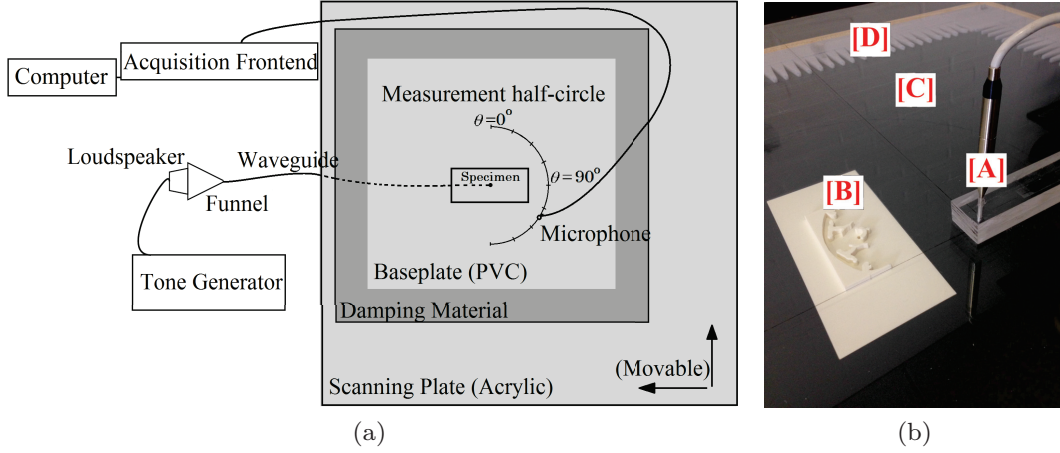 Computer
Acquisition Frontend
Loudspeaker
Waveguide
Funnel
Tone Generator
Measurement half-circle
θ=0°
θ=90°
Specimen
Microphone
Baseplate (PVC)
Damping Material
(Movable)
Scanning Plate (Acrylic)
(a)
[D]
[C]
[A]
[B]
(b)